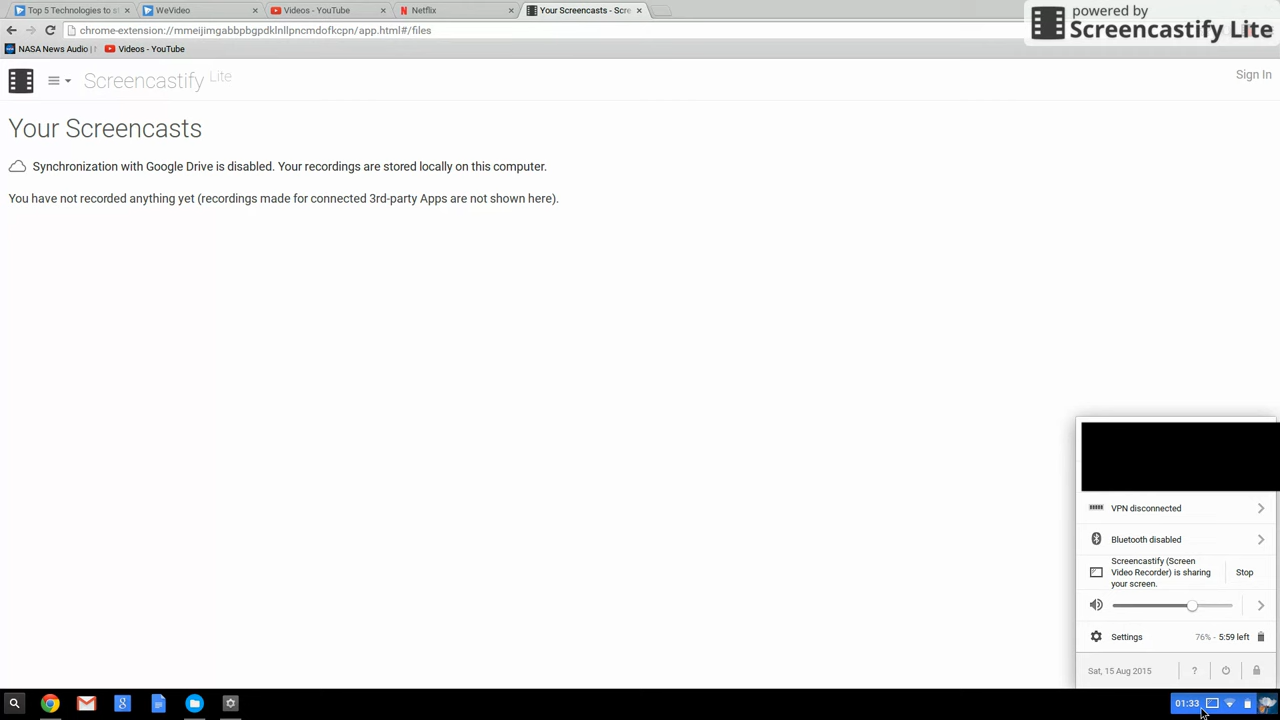 Top 5 Technologies to st
WeVideo
Videos - YouTube
Netflix
Your Screencasts - Scre
powered by
Screencastify Lite
chrome-extension://mmeijimgabbpbgpdklnllpncmdofkcpn/app.html#/files
NASA News Audio |
Videos - YouTube
Screencastify Lite
Sign In
Your Screencasts
Synchronization with Google Drive is disabled. Your recordings are stored locally on this computer.
You have not recorded anything yet (recordings made for connected 3rd-party Apps are not shown here).
VPN disconnected
Bluetooth disabled
Screencastify (Screen
Video Recorder) is sharing
your screen.
Stop
Settings
76% - 5:59 left
Sat, 15 Aug 2015
?
01:33